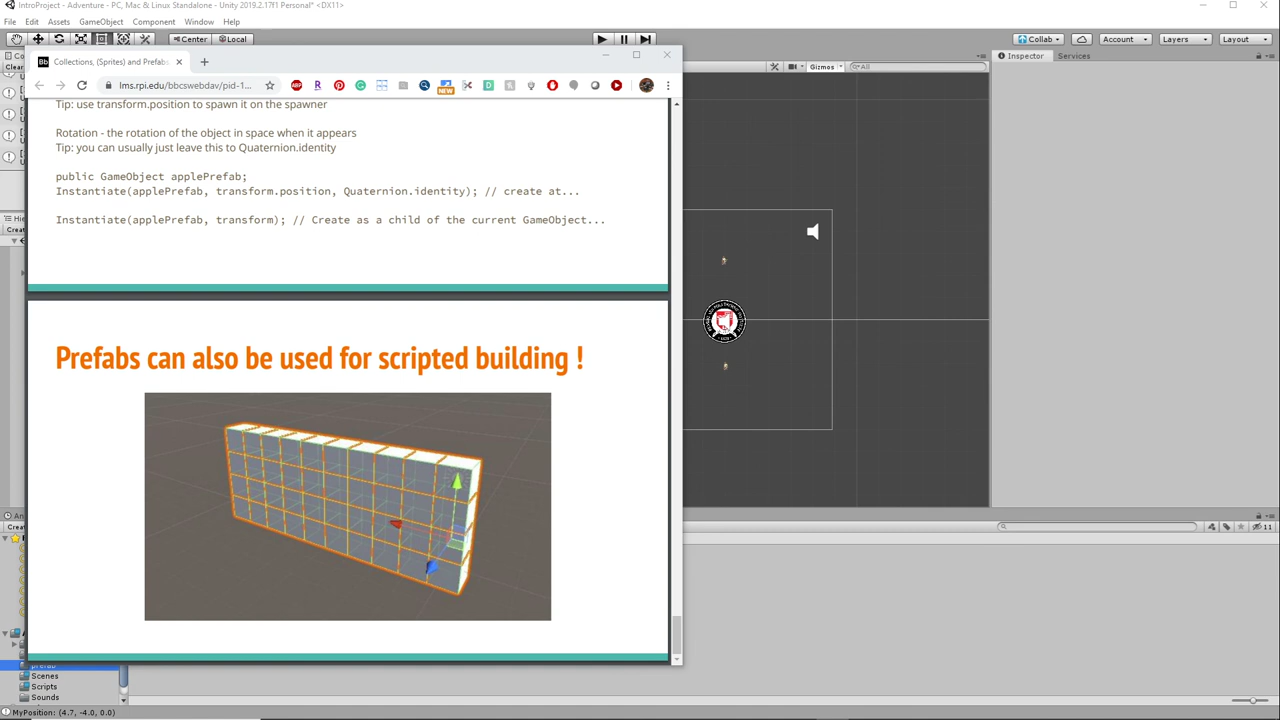 IntroProject - Adventure - PC, Mac & Linux Standalone - Unity 2019.2.17f1 Personal* <DX11>
File Edit Assets GameObject Component Window Help
Center Local Collab Account Layers Layout
Collections, (Sprites) and Prefabs
Gizmos All
Inspector Services
lms.rpi.edu/bbcswebdav/pid-1...
NEW
Tip: use transform.position to spawn it on the spawner
Rotation - the rotation of the object in space when it appears
Tip: you can usually just leave this to Quaternion.identity
public GameObject applePrefab;
Instantiate(applePrefab, transform.position, Quaternion.identity); // create at...
Instantiate(applePrefab, transform); // Create as a child of the current GameObject...
Prefabs can also be used for scripted building !
11
prefab
Scenes
Scripts
Sounds
MyPosition: (4.7, -4.0, 0.0)